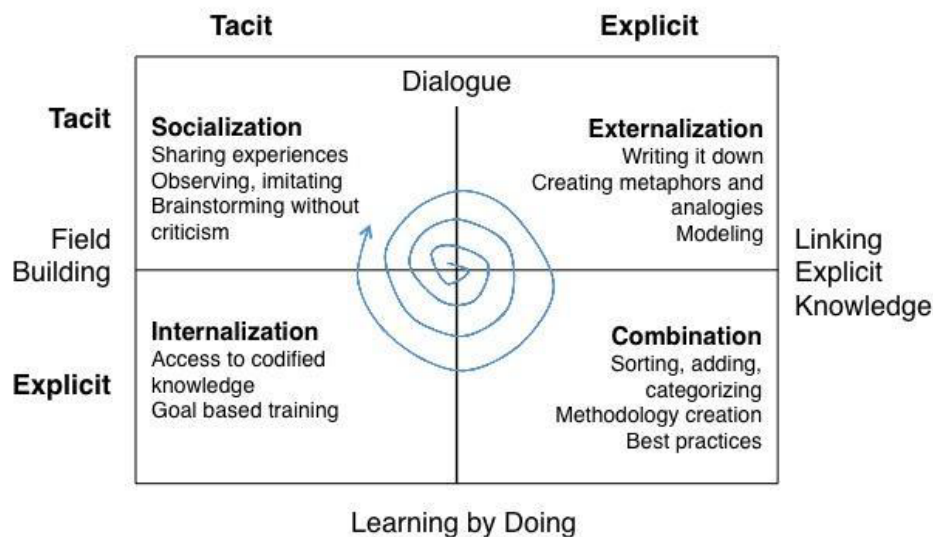 Tacit
Explicit
Dialogue
Tacit
Socialization
Sharing experiences
Observing, imitating
Brainstorming without
criticism
Externalization
Writing it down
Creating metaphors and
analogies
Modeling
Field
Building
Linking
Explicit
Knowledge
Internalization
Access to codified
knowledge
Goal based training
Explicit
Combination
Sorting, adding,
categorizing
Methodology creation
Best practices
Learning by Doing